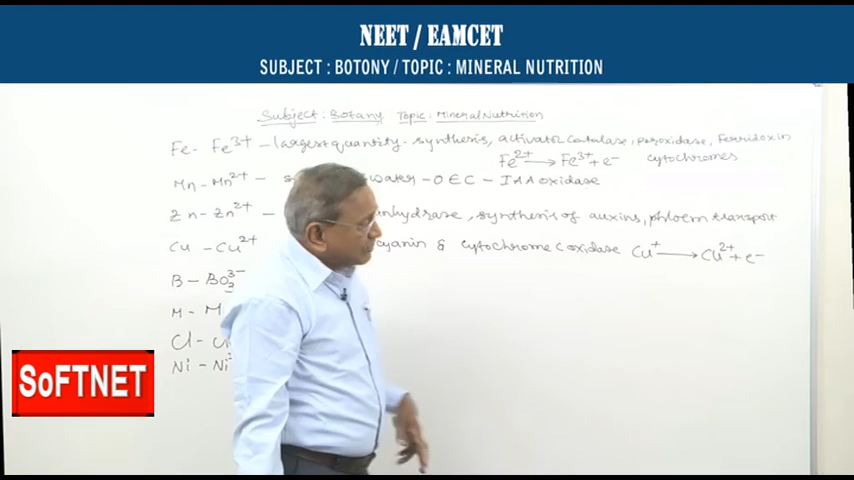 NEET / EAMCET
SUBJECT : BOTONY / TOPIC : MINERAL NUTRITION
Subject : Botany Topic : Mineral Nutrition
Fe - Fe3+ - largest quantity - synthesis, activator Catalase, peroxidase, Ferridoxin
Fe2+ → Fe3+ + e- cytochromes
Mn - Mn2+ - water - OEC - IAA oxidase
Zn - Zn2+ - anhydrase, synthesis of auxins, phloem transport
Cu - Cu2+ cyanin & cytochrome C oxidase Cu+ → Cu2+ + e-
B - BO3 3-
M - M
Cl - Cl
Ni - Ni
SoFTNET